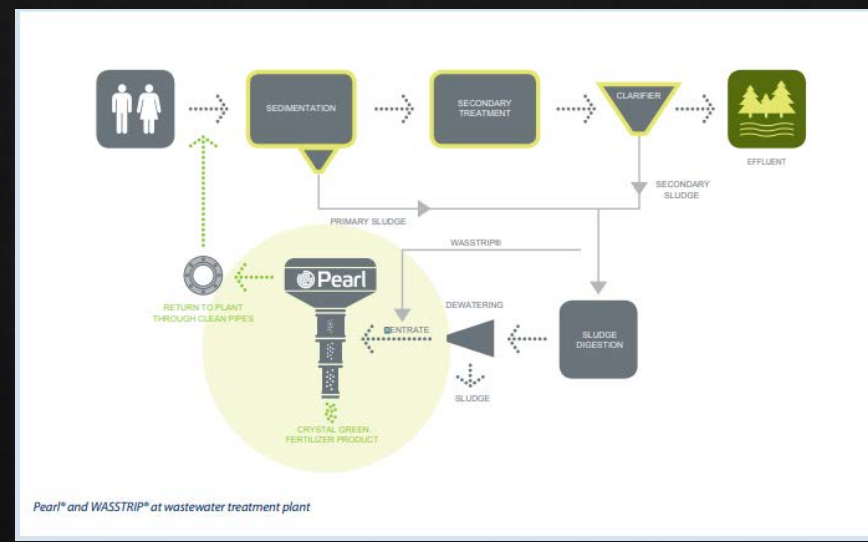 SEDIMENTATION
SECONDARY
TREATMENT
CLARIFIER
EFFLUENT
SECONDARY
SLUDGE
PRIMARY SLUDGE
WASSTRIP®
Pearl
RETURN TO PLANT
THROUGH CLEAN PIPES
DEWATERING
CENTRATE
SLUDGE
DIGESTION
SLUDGE
CRYSTAL GREEN
FERTILIZER PRODUCT
Pearl® and WASSTRIP® at wastewater treatment plant